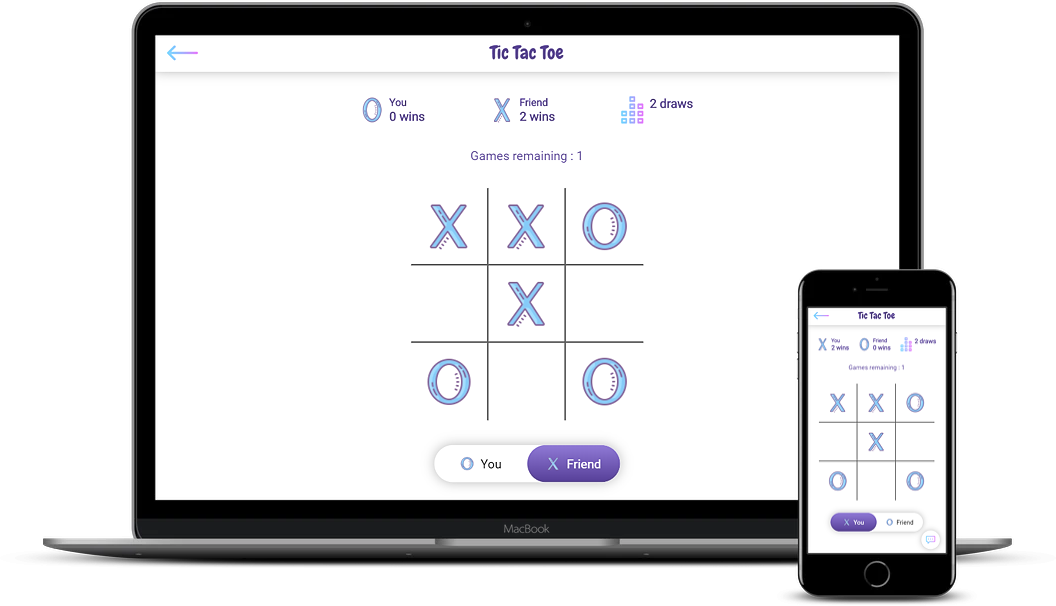 Tic Tac Toe
You
0 wins
Friend
2 wins
2 draws
Games remaining : 1
X X O
X
O O
You Friend
MacBook
Tic Tac Toe
You
2 wins
Friend
0 wins
2 draws
Games remaining : 1
X X O
X
O O
X You O Friend